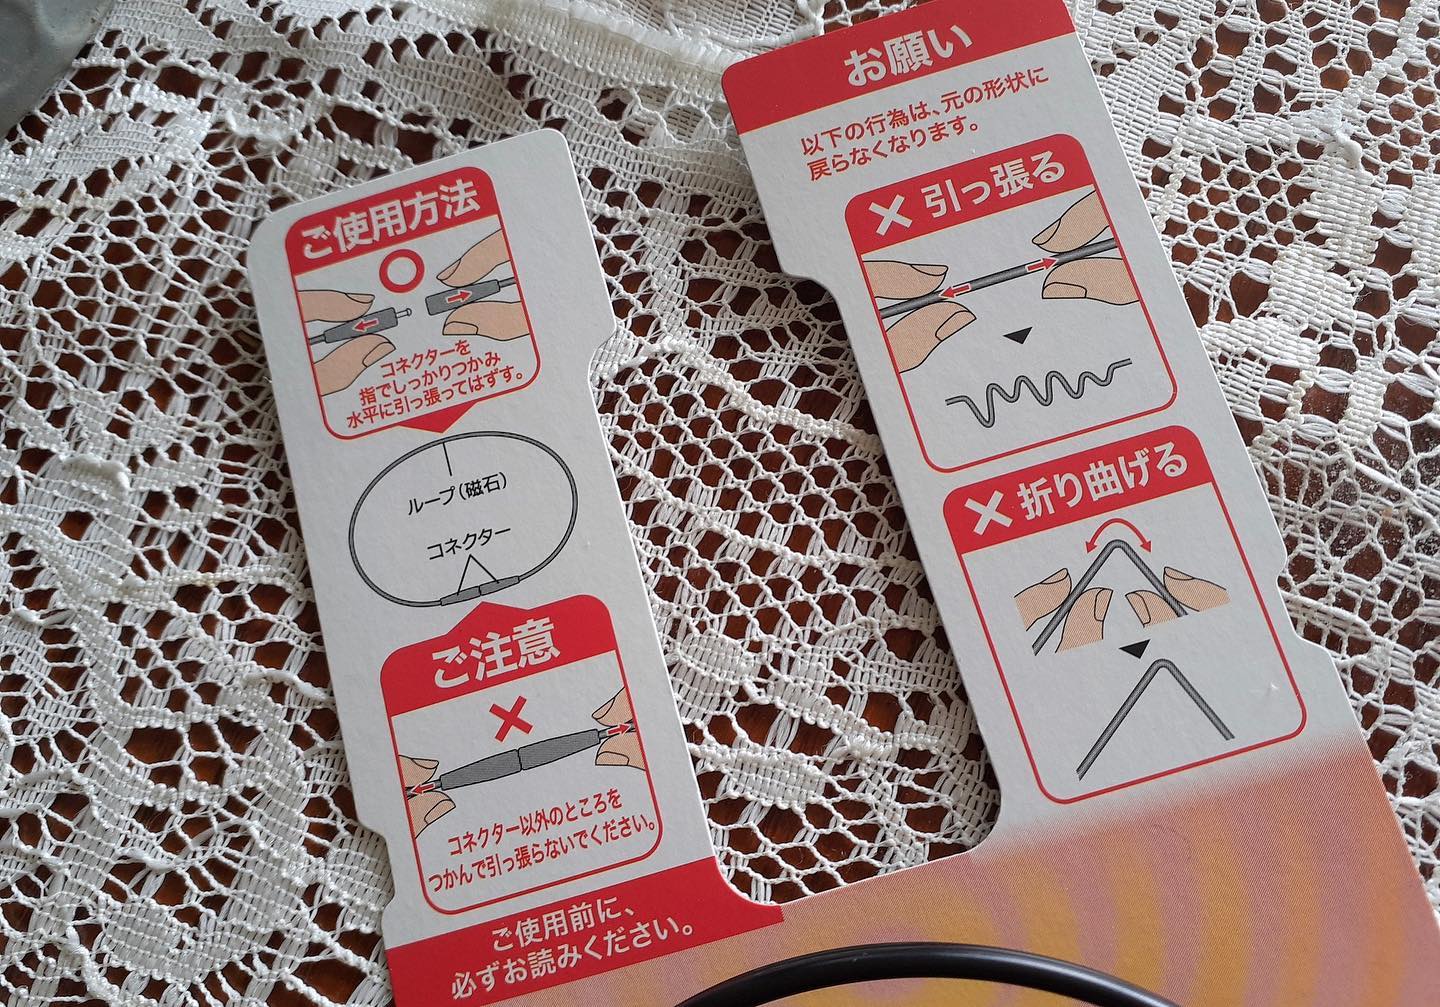 ご使用方法
コネクターを
指でしっかりつかみ
水平に引っ張ってはずす。
ループ(磁石)
コネクター
ご注意
コネクター以外のところを
つかんで引っ張らないでください。
ご使用前に、
必ずお読みください。
お願い
以下の行為は、元の形状に
戻らなくなります。
× 引っ張る
× 折り曲げる